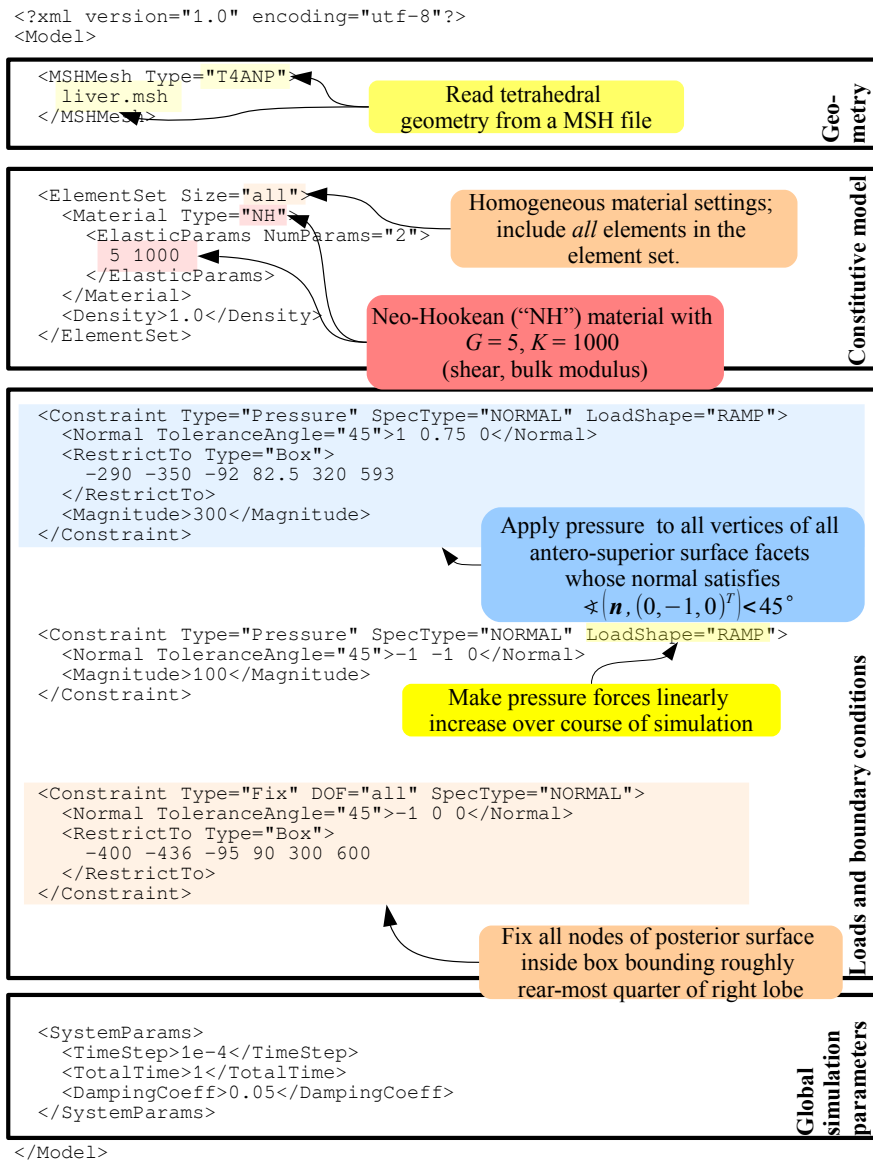 <?xml version="1.0" encoding="utf-8"?>
<Model>
<MSHMesh Type="T4ANP">
liver.msh
</MSHMesh>
Read tetrahedral
geometry from a MSH file
Geo-
metry
<ElementSet Size="all">
<Material Type="NH">
<ElasticParams NumParams="2">
5 1000
</ElasticParams>
</Material>
<Density>1.0</Density>
</ElementSet>
Homogeneous material settings;
include all elements in the
element set.
Neo-Hookean (“NH”) material with
G = 5, K = 1000
(shear, bulk modulus)
Constitutive model
<Constraint Type="Pressure" SpecType="NORMAL" LoadShape="RAMP">
<Normal ToleranceAngle="45">1 0.75 0</Normal>
<RestrictTo Type="Box">
-290 -350 -92 82.5 320 593
</RestrictTo>
<Magnitude>300</Magnitude>
</Constraint>
Apply pressure to all vertices of all
antero-superior surface facets
whose normal satisfies
∢(n, (0,−1,0)ᵀ)<45°
<Constraint Type="Pressure" SpecType="NORMAL" LoadShape="RAMP">
<Normal ToleranceAngle="45">-1 -1 0</Normal>
<Magnitude>100</Magnitude>
</Constraint>
Make pressure forces linearly
increase over course of simulation
<Constraint Type="Fix" DOF="all" SpecType="NORMAL">
<Normal ToleranceAngle="45">-1 0 0</Normal>
<RestrictTo Type="Box">
-400 -436 -95 90 300 600
</RestrictTo>
</Constraint>
Fix all nodes of posterior surface
inside box bounding roughly
rear-most quarter of right lobe
Loads and boundary conditions
<SystemParams>
<TimeStep>1e-4</TimeStep>
<TotalTime>1</TotalTime>
<DampingCoeff>0.05</DampingCoeff>
</SystemParams>
Global
simulation
parameters
</Model>